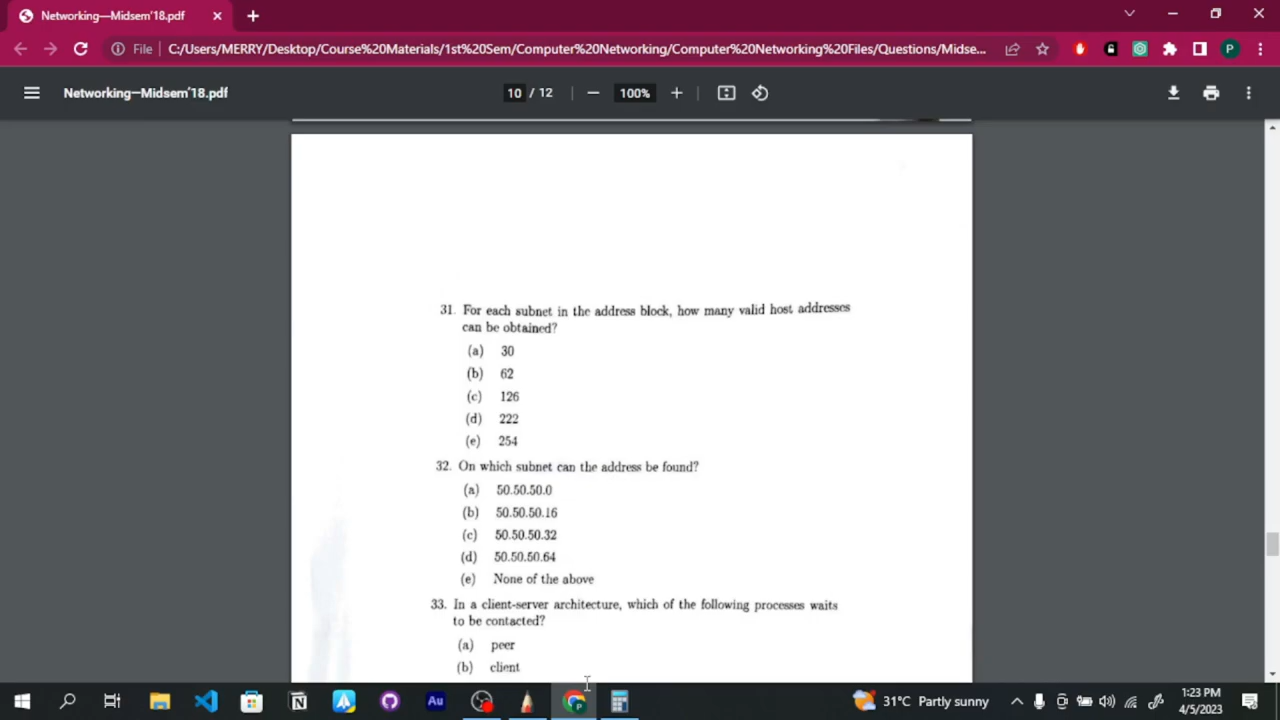 Networking—Midsem'18.pdf
File
C:/Users/MERRY/Desktop/Course%20Materials/1st%20Sem/Computer%20Networking/Computer%20Networking%20Files/Questions/Midse...
P
Networking—Midsem'18.pdf
10 / 12
100%
31. For each subnet in the address block, how many valid host addresses
can be obtained?
(a) 30
(b) 62
(c) 126
(d) 222
(e) 254
32. On which subnet can the address be found?
(a) 50.50.50.0
(b) 50.50.50.16
(c) 50.50.50.32
(d) 50.50.50.64
(e) None of the above
33. In a client-server architecture, which of the following processes waits
to be contacted?
(a) peer
(b) client
Au
31°C Partly sunny
1:23 PM
4/5/2023